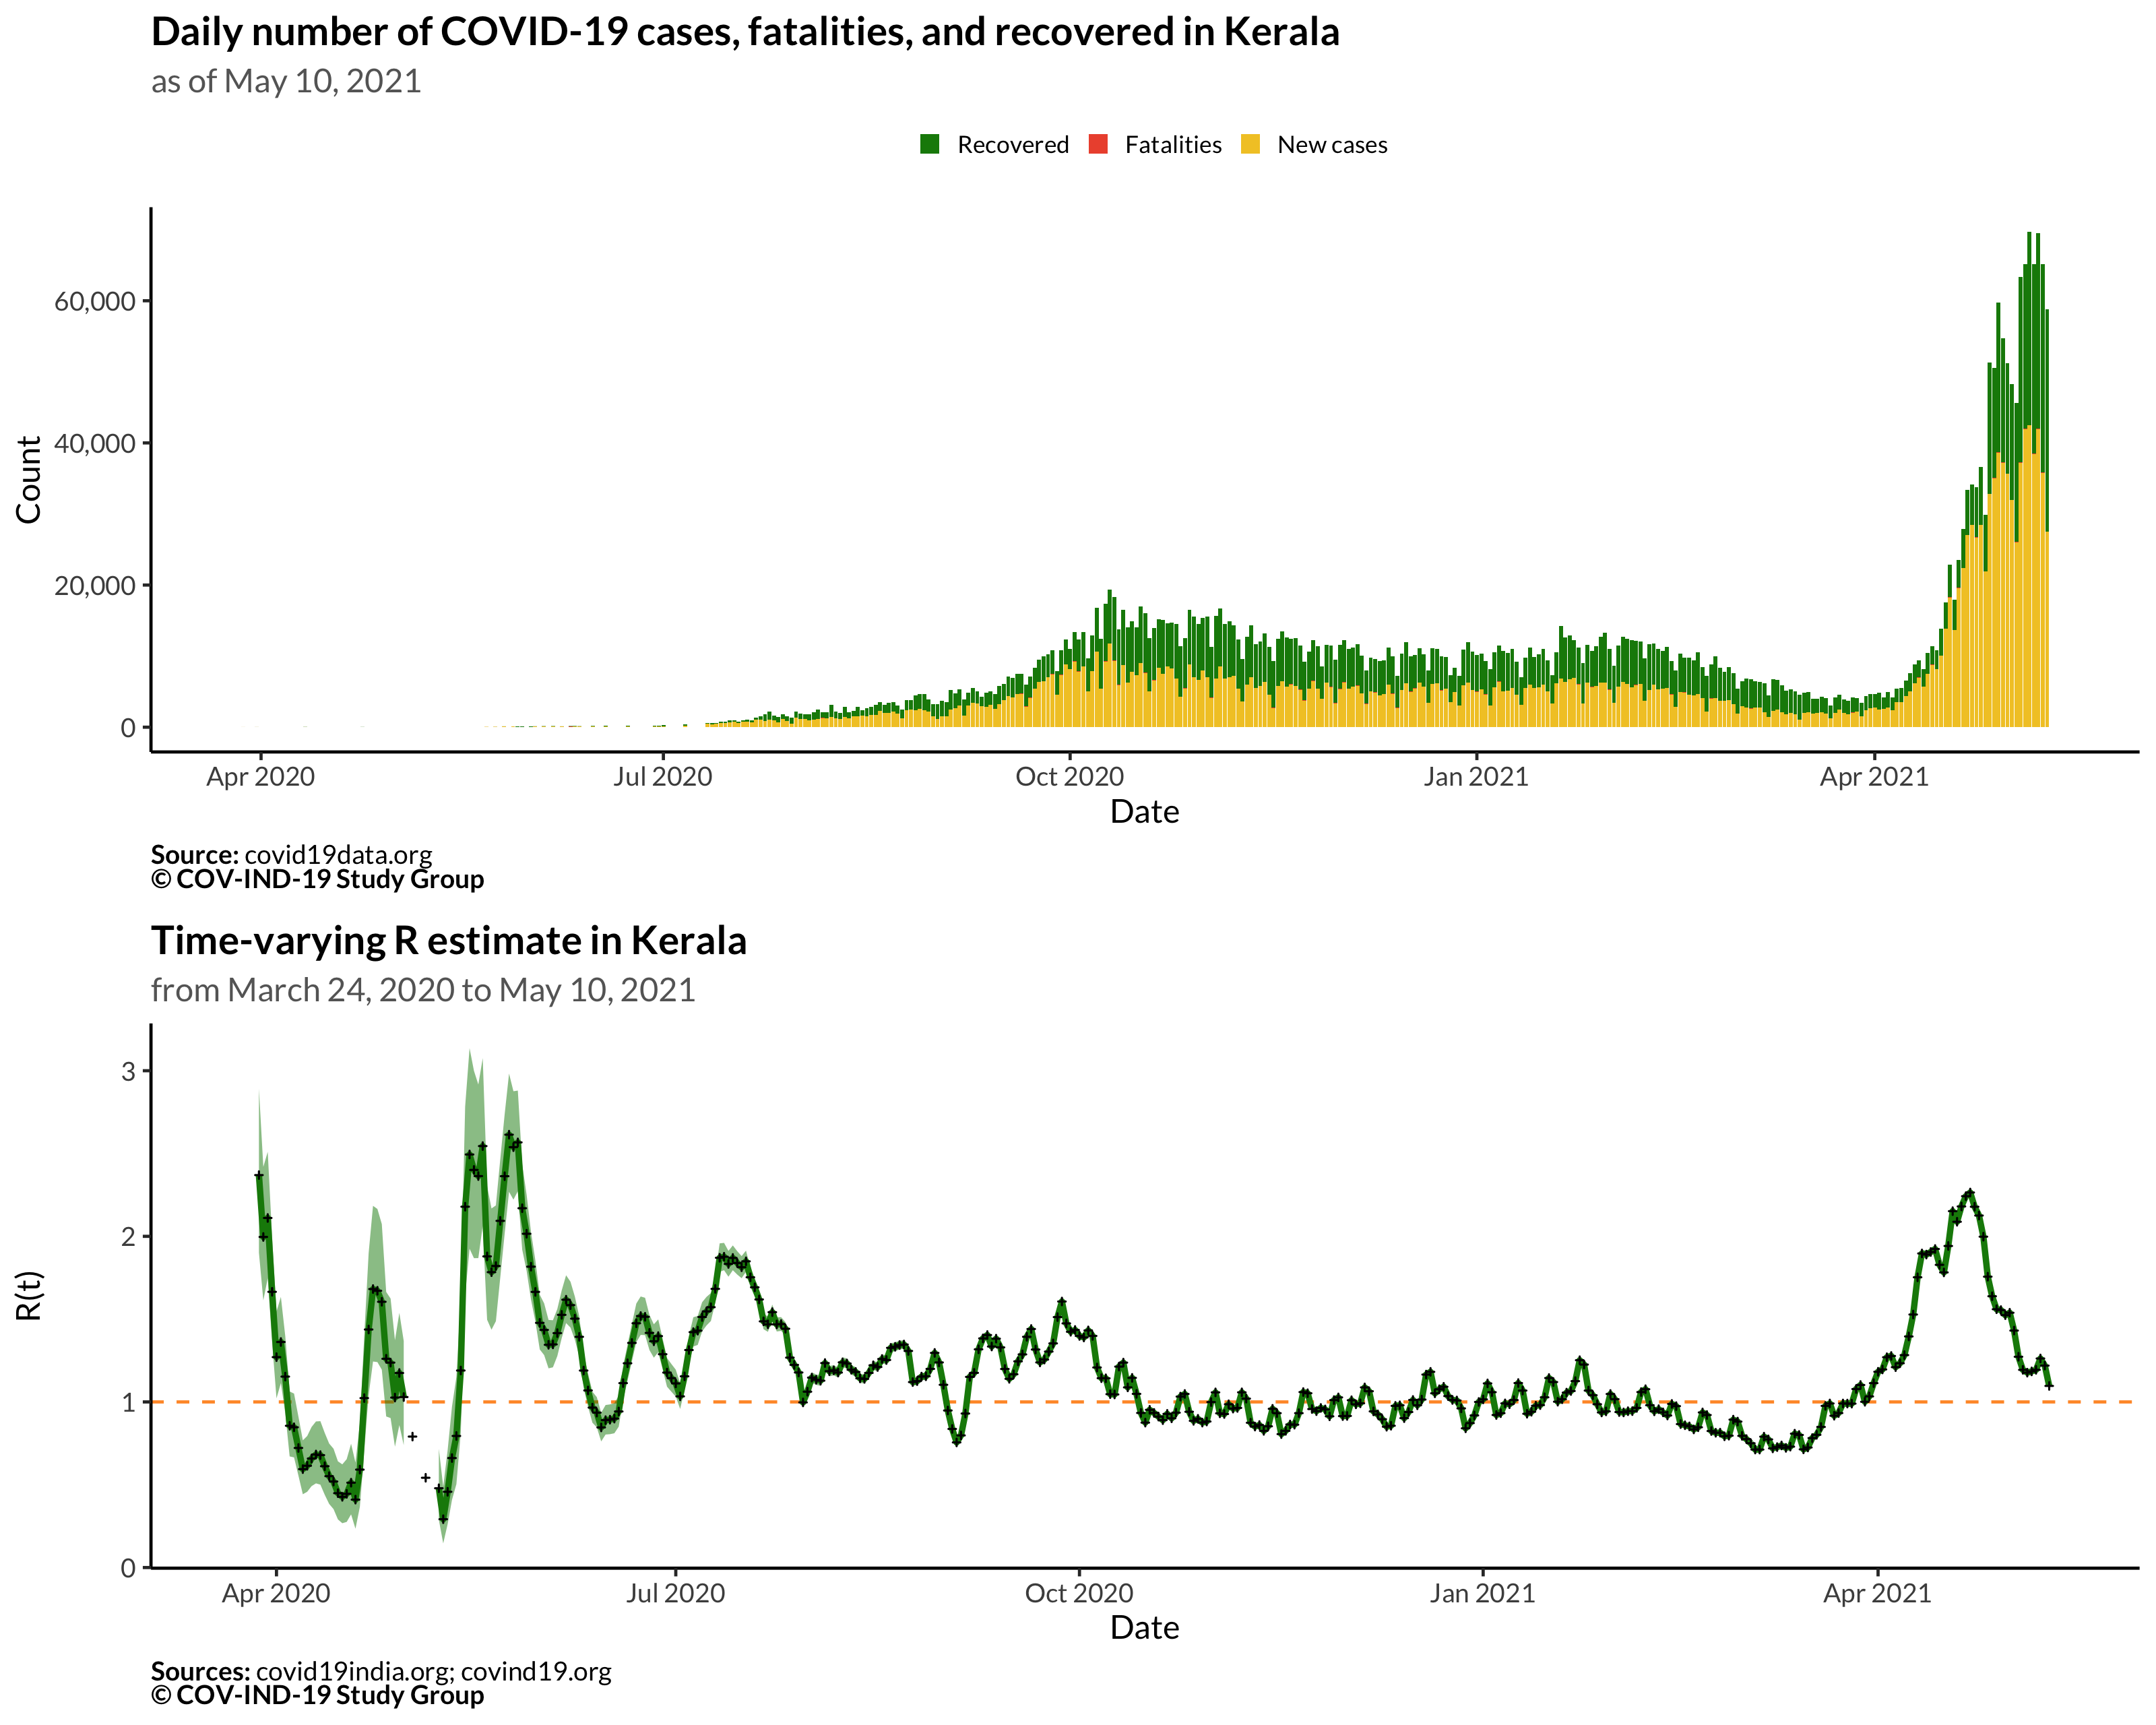 Daily number of COVID-19 cases, fatalities, and recovered in Kerala
as of May 10, 2021
Recovered Fatalities New cases
Count
60,000
40,000
20,000
0
Apr 2020 Jul 2020 Oct 2020 Jan 2021 Apr 2021
Date
Source: covid19data.org
© COV-IND-19 Study Group
Time-varying R estimate in Kerala
from March 24, 2020 to May 10, 2021
R(t)
3
2
1
0
Apr 2020 Jul 2020 Oct 2020 Jan 2021 Apr 2021
Date
Sources: covid19india.org; covind19.org
© COV-IND-19 Study Group